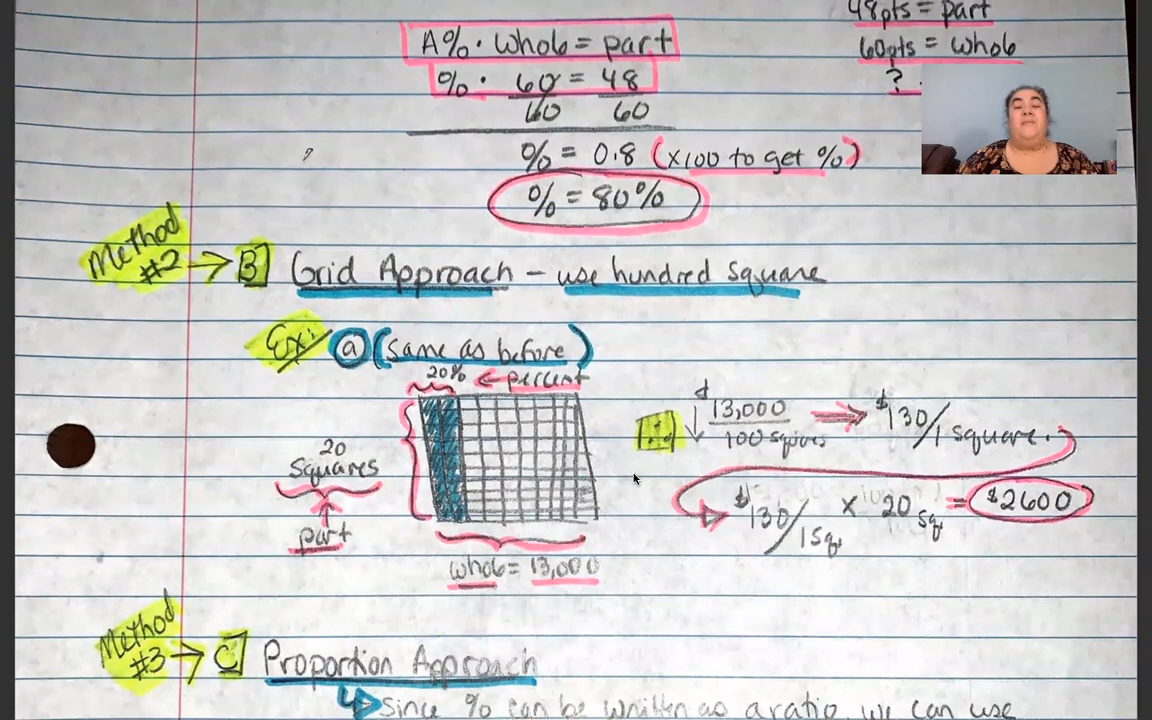 48pts = part
A% · whole = part
60pts = whole
% · 60 = 48
?
60 60
% = 0.8 (x100 to get %)
% = 80%
Method #2 → B Grid Approach - use hundred square
Ex: a (same as before)
20% ← percent
$13,000
100 squares
⇒ $130/1 square.
20
squares
part
$130/1sq. x 20 sq = $2600
whole = 13,000
Method #3 → C Proportion Approach
↳ Since % can be written as a ratio, we can use